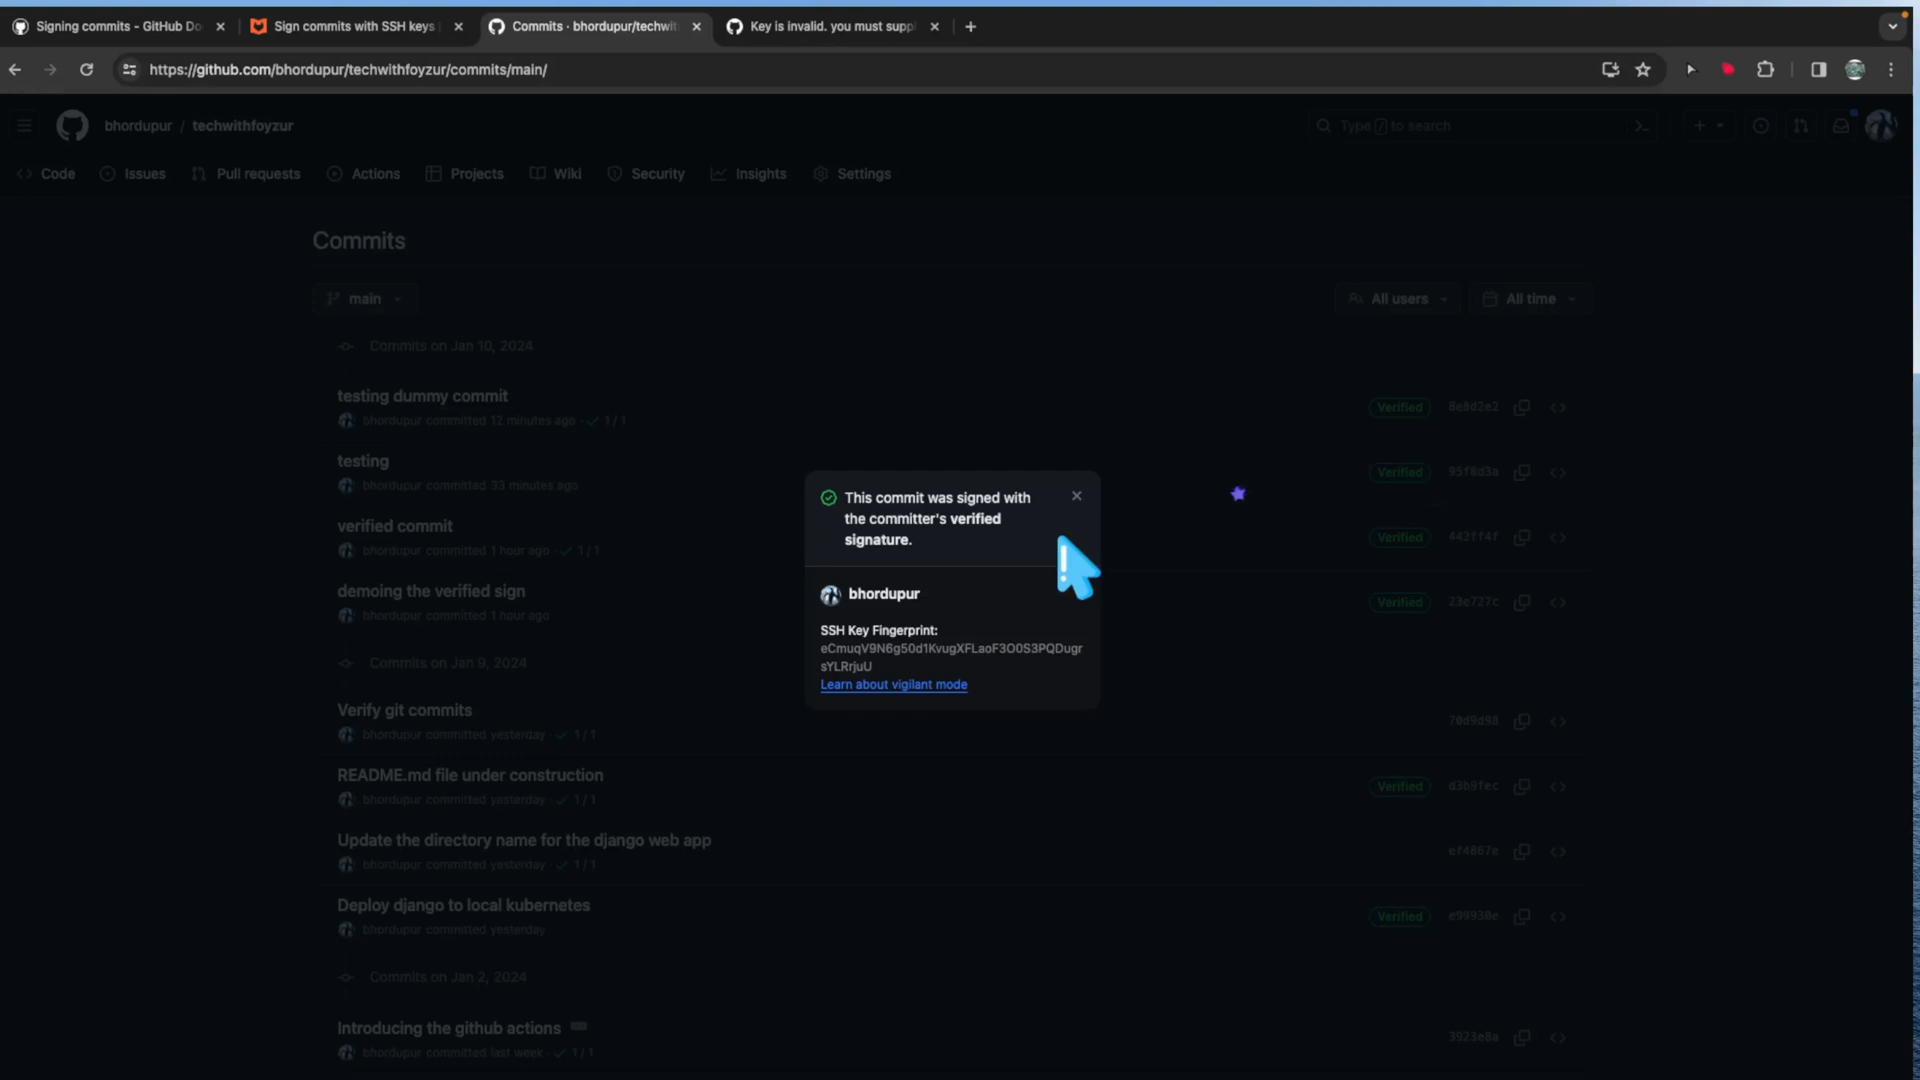 Signing commits - GitHub Do
Sign commits with SSH keys
Commits · bhordupur/techwit
Key is invalid. you must suppl
https://github.com/bhordupur/techwithfoyzur/commits/main/
bhordupur / techwithfoyzur
Type / to search
Code
Issues
Pull requests
Actions
Projects
Wiki
Security
Insights
Settings
Commits
main
All users
All time
Commits on Jan 10, 2024
testing dummy commit
Verified
8e8d2e2
bhordupur committed 12 minutes ago · 1 / 1
testing
Verified
95f8d3a
bhordupur committed 33 minutes ago
This commit was signed with
the committer's verified
signature.
verified commit
Verified
442ff4f
bhordupur committed 1 hour ago · 1 / 1
demoing the verified sign
Verified
23e727c
bhordupur committed 1 hour ago
bhordupur
SSH Key Fingerprint:
eCmuqV9N6g50d1KvugXFLaoF3O0S3PQDugr
sYLRrjuU
Learn about vigilant mode
Commits on Jan 9, 2024
Verify git commits
70d9d98
bhordupur committed yesterday · 1 / 1
README.md file under construction
Verified
d3b9fec
bhordupur committed yesterday · 1 / 1
Update the directory name for the django web app
ef4867e
bhordupur committed yesterday · 1 / 1
Deploy django to local kubernetes
Verified
e99930e
bhordupur committed yesterday
Commits on Jan 2, 2024
Introducing the github actions
3923e8a
bhordupur committed last week · 1 / 1